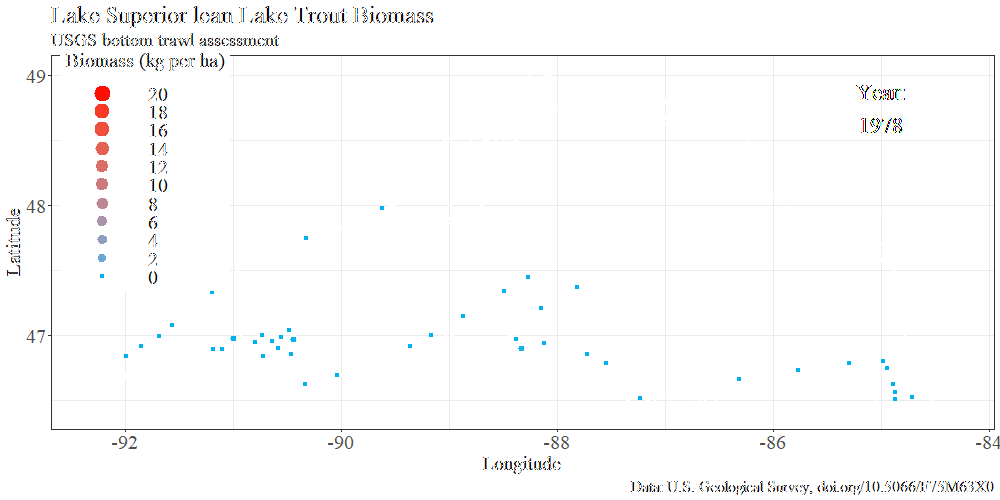 Lake Superior lean Lake Trout Biomass
USGS bottom trawl assessment
Biomass (kg per ha)
20
18
16
14
12
10
8
6
4
2
0
Year:
1978
49
48
47
Latitude
-92
-90
-88
-86
-84
Longitude
Data: U.S. Geological Survey, doi.org/10.5066/F75M63X0